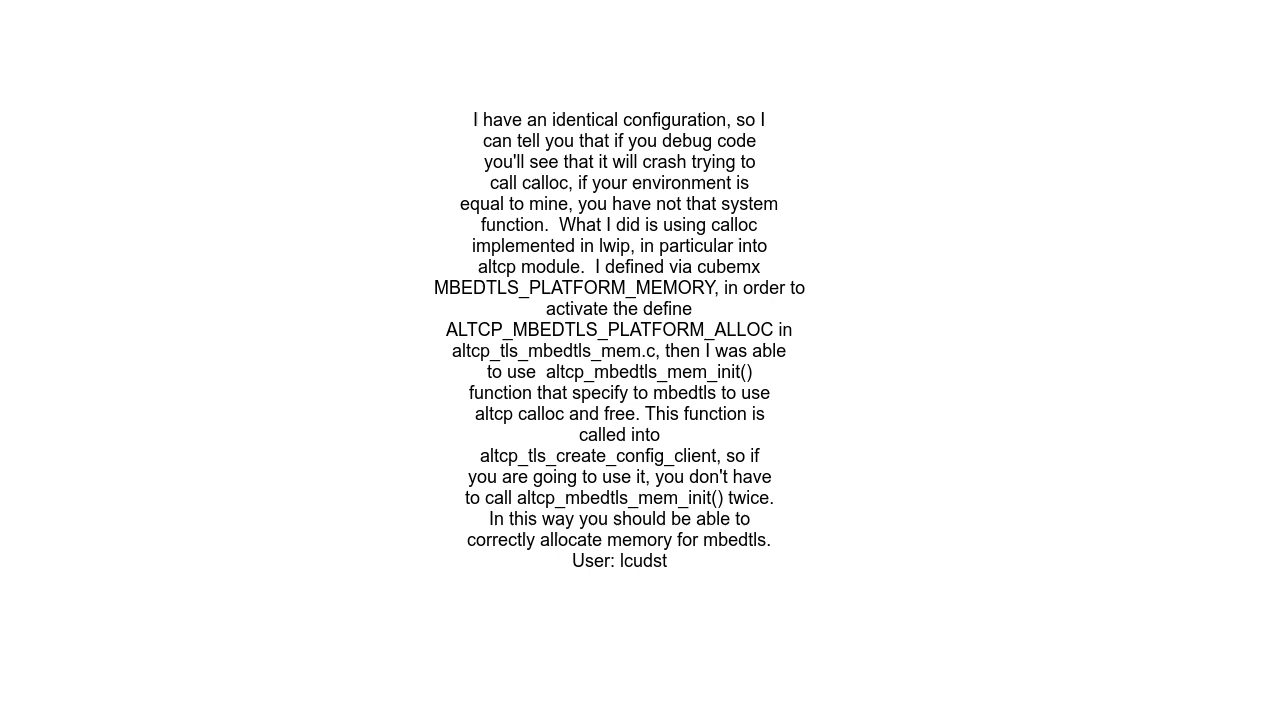 I have an identical configuration, so I
can tell you that if you debug code
you'll see that it will crash trying to
call calloc, if your environment is
equal to mine, you have not that system
function.  What I did is using calloc
implemented in lwip, in particular into
altcp module.  I defined via cubemx
MBEDTLS_PLATFORM_MEMORY, in order to
activate the define
ALTCP_MBEDTLS_PLATFORM_ALLOC in
altcp_tls_mbedtls_mem.c, then I was able
to use  altcp_mbedtls_mem_init()
function that specify to mbedtls to use
altcp calloc and free. This function is
called into
altcp_tls_create_config_client, so if
you are going to use it, you don't have
to call altcp_mbedtls_mem_init() twice.
In this way you should be able to
correctly allocate memory for mbedtls.
User: lcudst